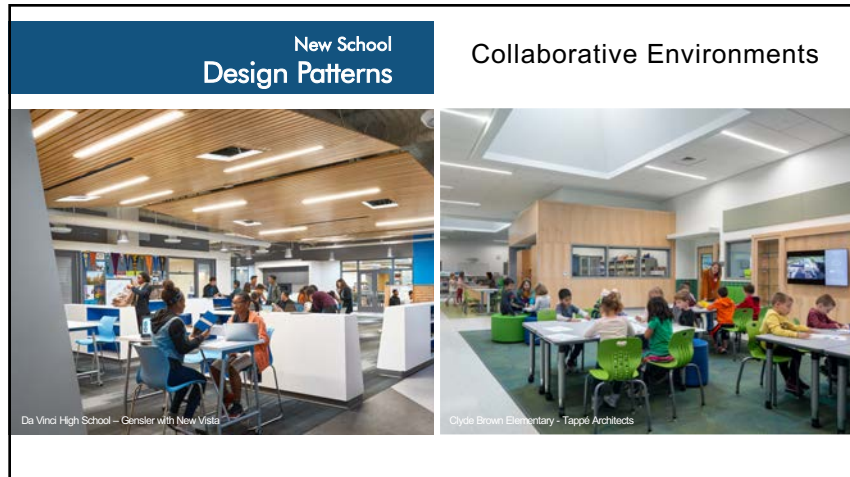 New School
Design Patterns
Collaborative Environments
Da Vinci High School – Gensler with New Vista
Clyde Brown Elementary - Tappé Architects